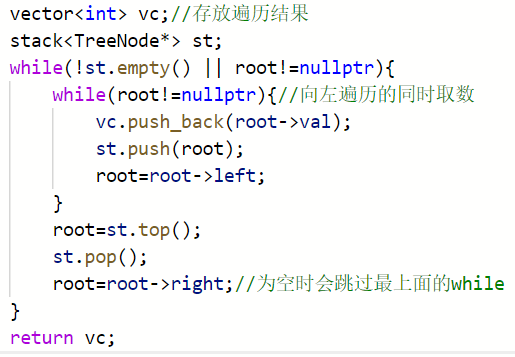 vector<int> vc;//存放遍历结果
stack<TreeNode*> st;
while(!st.empty() || root!=nullptr){
    while(root!=nullptr){//向左遍历的同时取数
        vc.push_back(root->val);
        st.push(root);
        root=root->left;
    }
    root=st.top();
    st.pop();
    root=root->right;//为空时会跳过最上面的while
}
return vc;